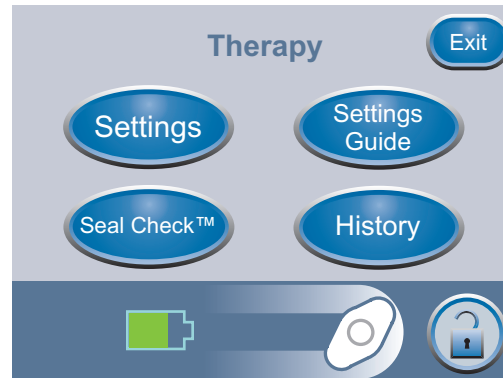 Therapy
Exit
Settings
Settings
Guide
Seal Check™
History